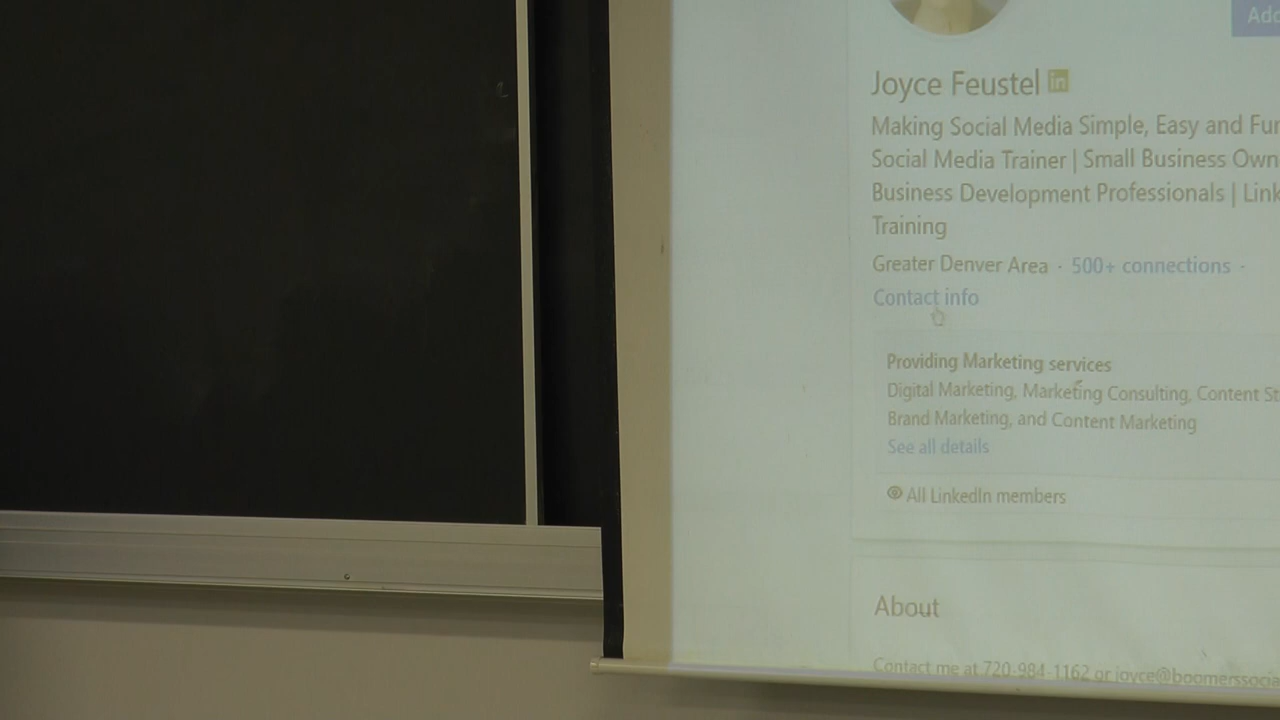 Add
Joyce Feustel in
Making Social Media Simple, Easy and Fun
Social Media Trainer | Small Business Own
Business Development Professionals | Link
Training
Greater Denver Area · 500+ connections ·
Contact info
Providing Marketing services
Digital Marketing, Marketing Consulting, Content St
Brand Marketing, and Content Marketing
See all details
All LinkedIn members
About
Contact me at 720-984-1162 or joyce@boomerssocia